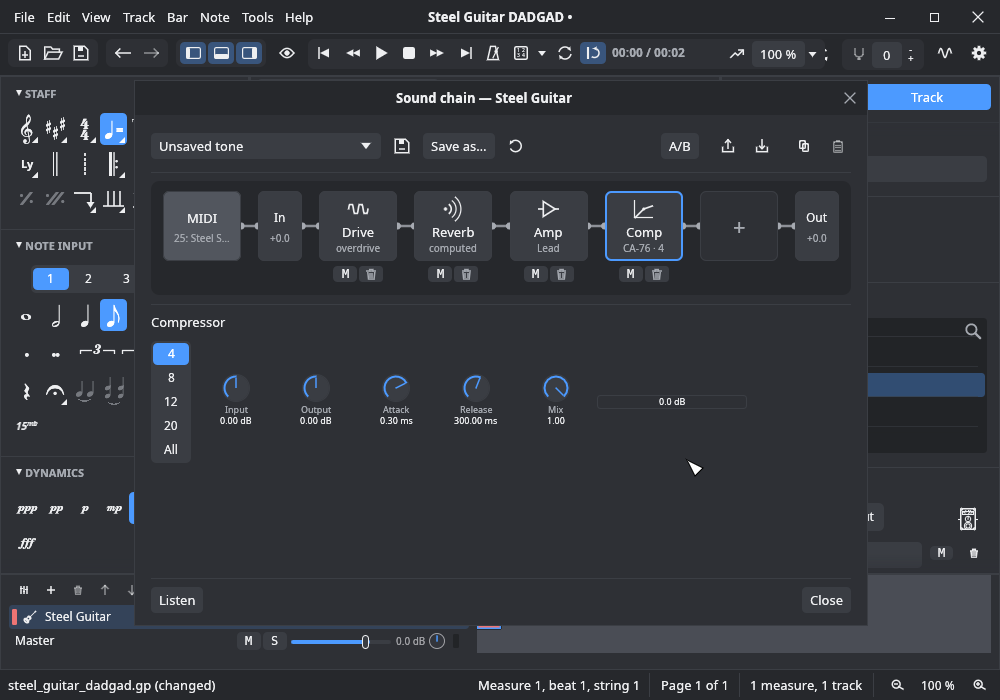 File Edit View Track Bar Note Tools Help
Steel Guitar DADGAD •
00:00 / 00:02
100 %
0
STAFF
Sound chain — Steel Guitar
Track
Unsaved tone
Save as...
A/B
Ly
MIDI
25: Steel S...
In
+0.0
Drive
overdrive
Reverb
computed
Amp
Lead
Comp
CA-76 · 4
+
Out
+0.0
NOTE INPUT
M
M
M
M
1 2 3
Compressor
4
8
12
20
All
Input
0.00 dB
Output
0.00 dB
Attack
0.30 ms
Release
300.00 ms
Mix
1.00
0.0 dB
3
15mb
DYNAMICS
ppp pp p mp
fff
M
Listen
Close
Steel Guitar
Master
M S
0.0 dB
steel_guitar_dadgad.gp (changed)
Measure 1, beat 1, string 1
Page 1 of 1
1 measure, 1 track
100 %